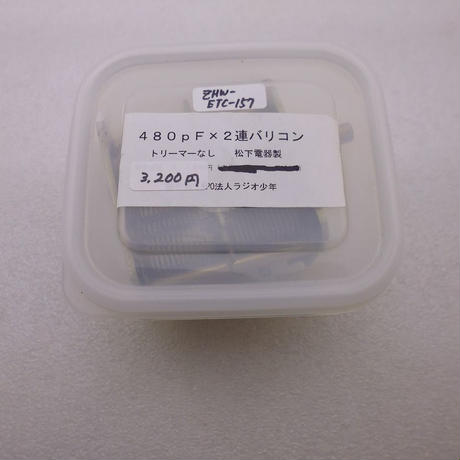 ZHW-
ETC-157
480pF×2連バリコン
トリーマーなし 松下電器製
円
3,200円
法人ラジオ少年